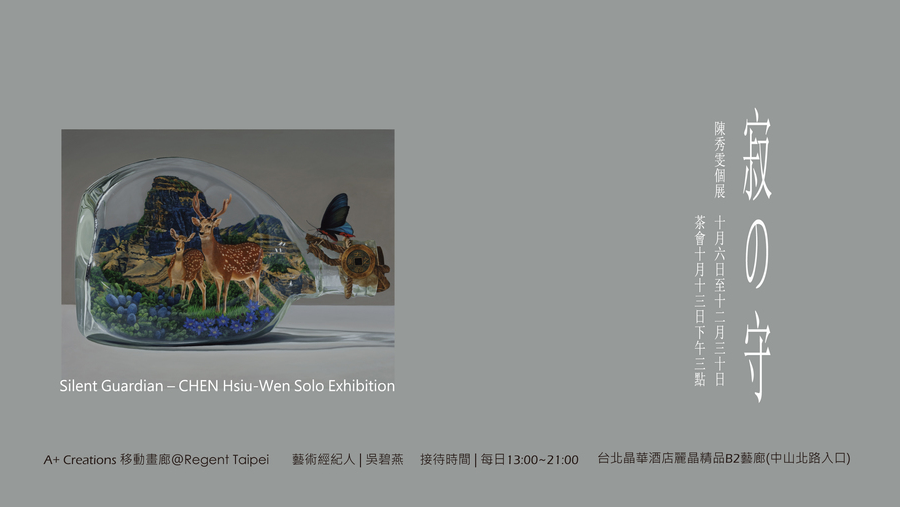 寂の守
陳秀雯個展
十月六日至十二月三十日
茶會十月十三日下午三點
Silent Guardian – CHEN Hsiu-Wen Solo Exhibition
A+ Creations 移動畫廊@Regent Taipei 藝術經紀人 | 吳碧燕 接待時間 | 每日13:00~21:00 台北晶華酒店麗晶精品B2藝廊(中山北路入口)